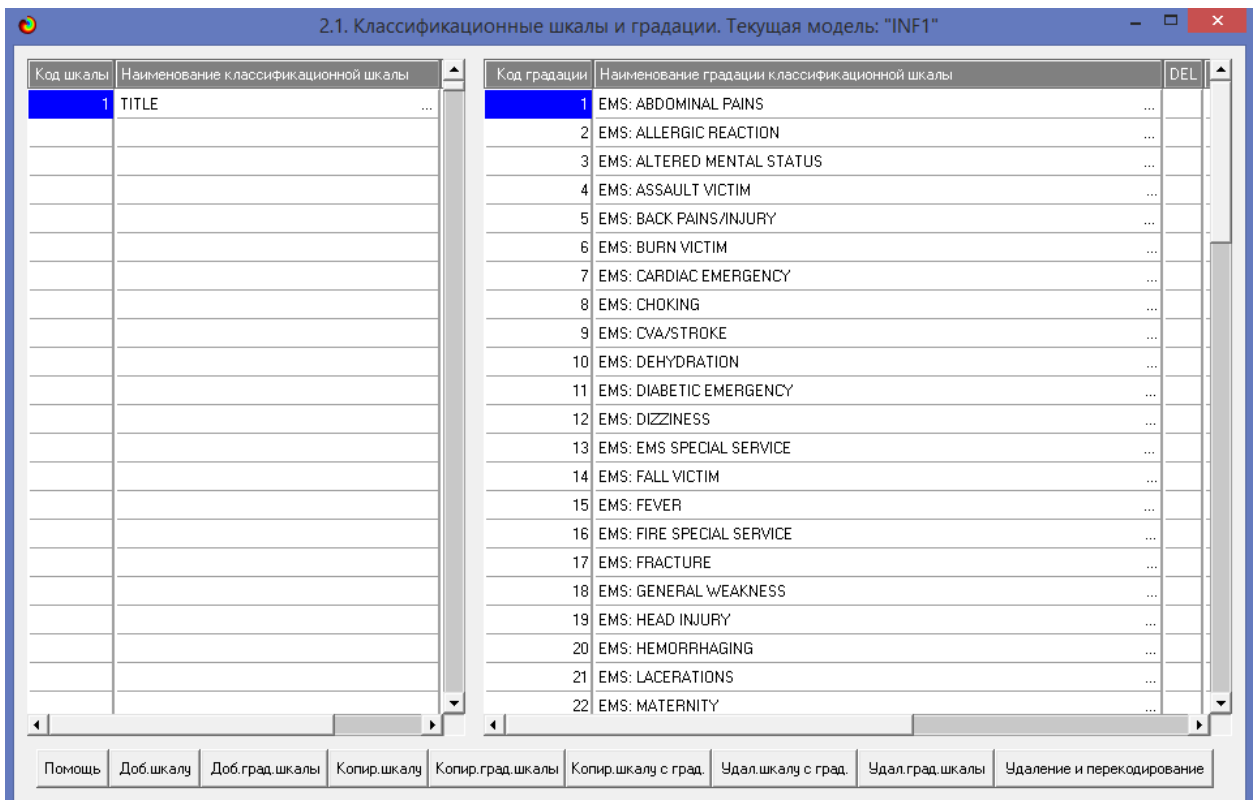 2.1. Классификационные шкалы и градации. Текущая модель: "INF1"
Код шкалы Наименование классификационной шкалы
1 TITLE ...
Код градации Наименование градации классификационной шкалы DEL
1 EMS: ABDOMINAL PAINS ...
2 EMS: ALLERGIC REACTION ...
3 EMS: ALTERED MENTAL STATUS ...
4 EMS: ASSAULT VICTIM ...
5 EMS: BACK PAINS/INJURY ...
6 EMS: BURN VICTIM ...
7 EMS: CARDIAC EMERGENCY ...
8 EMS: CHOKING ...
9 EMS: CVA/STROKE ...
10 EMS: DEHYDRATION ...
11 EMS: DIABETIC EMERGENCY ...
12 EMS: DIZZINESS ...
13 EMS: EMS SPECIAL SERVICE ...
14 EMS: FALL VICTIM ...
15 EMS: FEVER ...
16 EMS: FIRE SPECIAL SERVICE ...
17 EMS: FRACTURE ...
18 EMS: GENERAL WEAKNESS ...
19 EMS: HEAD INJURY ...
20 EMS: HEMORRHAGING ...
21 EMS: LACERATIONS ...
22 EMS: MATERNITY ...
Помощь Доб.шкалу Доб.град.шкалы Копир.шкалу Копир.град.шкалы Копир.шкалу с град. Удал.шкалу с град. Удал.град.шкалы Удаление и перекодирование